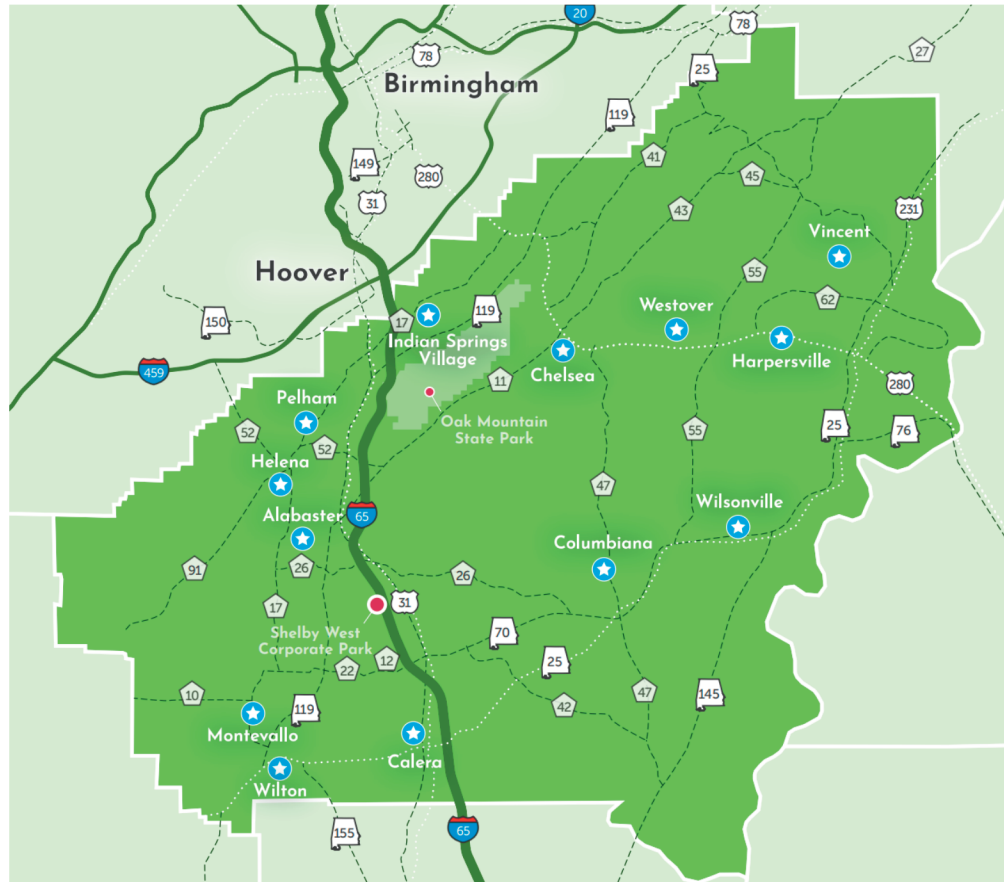 20
78
27
78
25
Birmingham
119
149
41
280
45
31
43
231
Vincent
Hoover
55
62
Westover
150
17
119
Indian Springs
Village
Harpersville
459
Chelsea
11
280
Pelham
Oak Mountain
State Park
52
52
55
25
76
Helena
47
Wilsonville
65
Alabaster
Columbiana
91
26
26
17
31
Shelby West
Corporate Park
70
12
22
25
10
119
47
145
42
Montevallo
Calera
Wilton
155
65